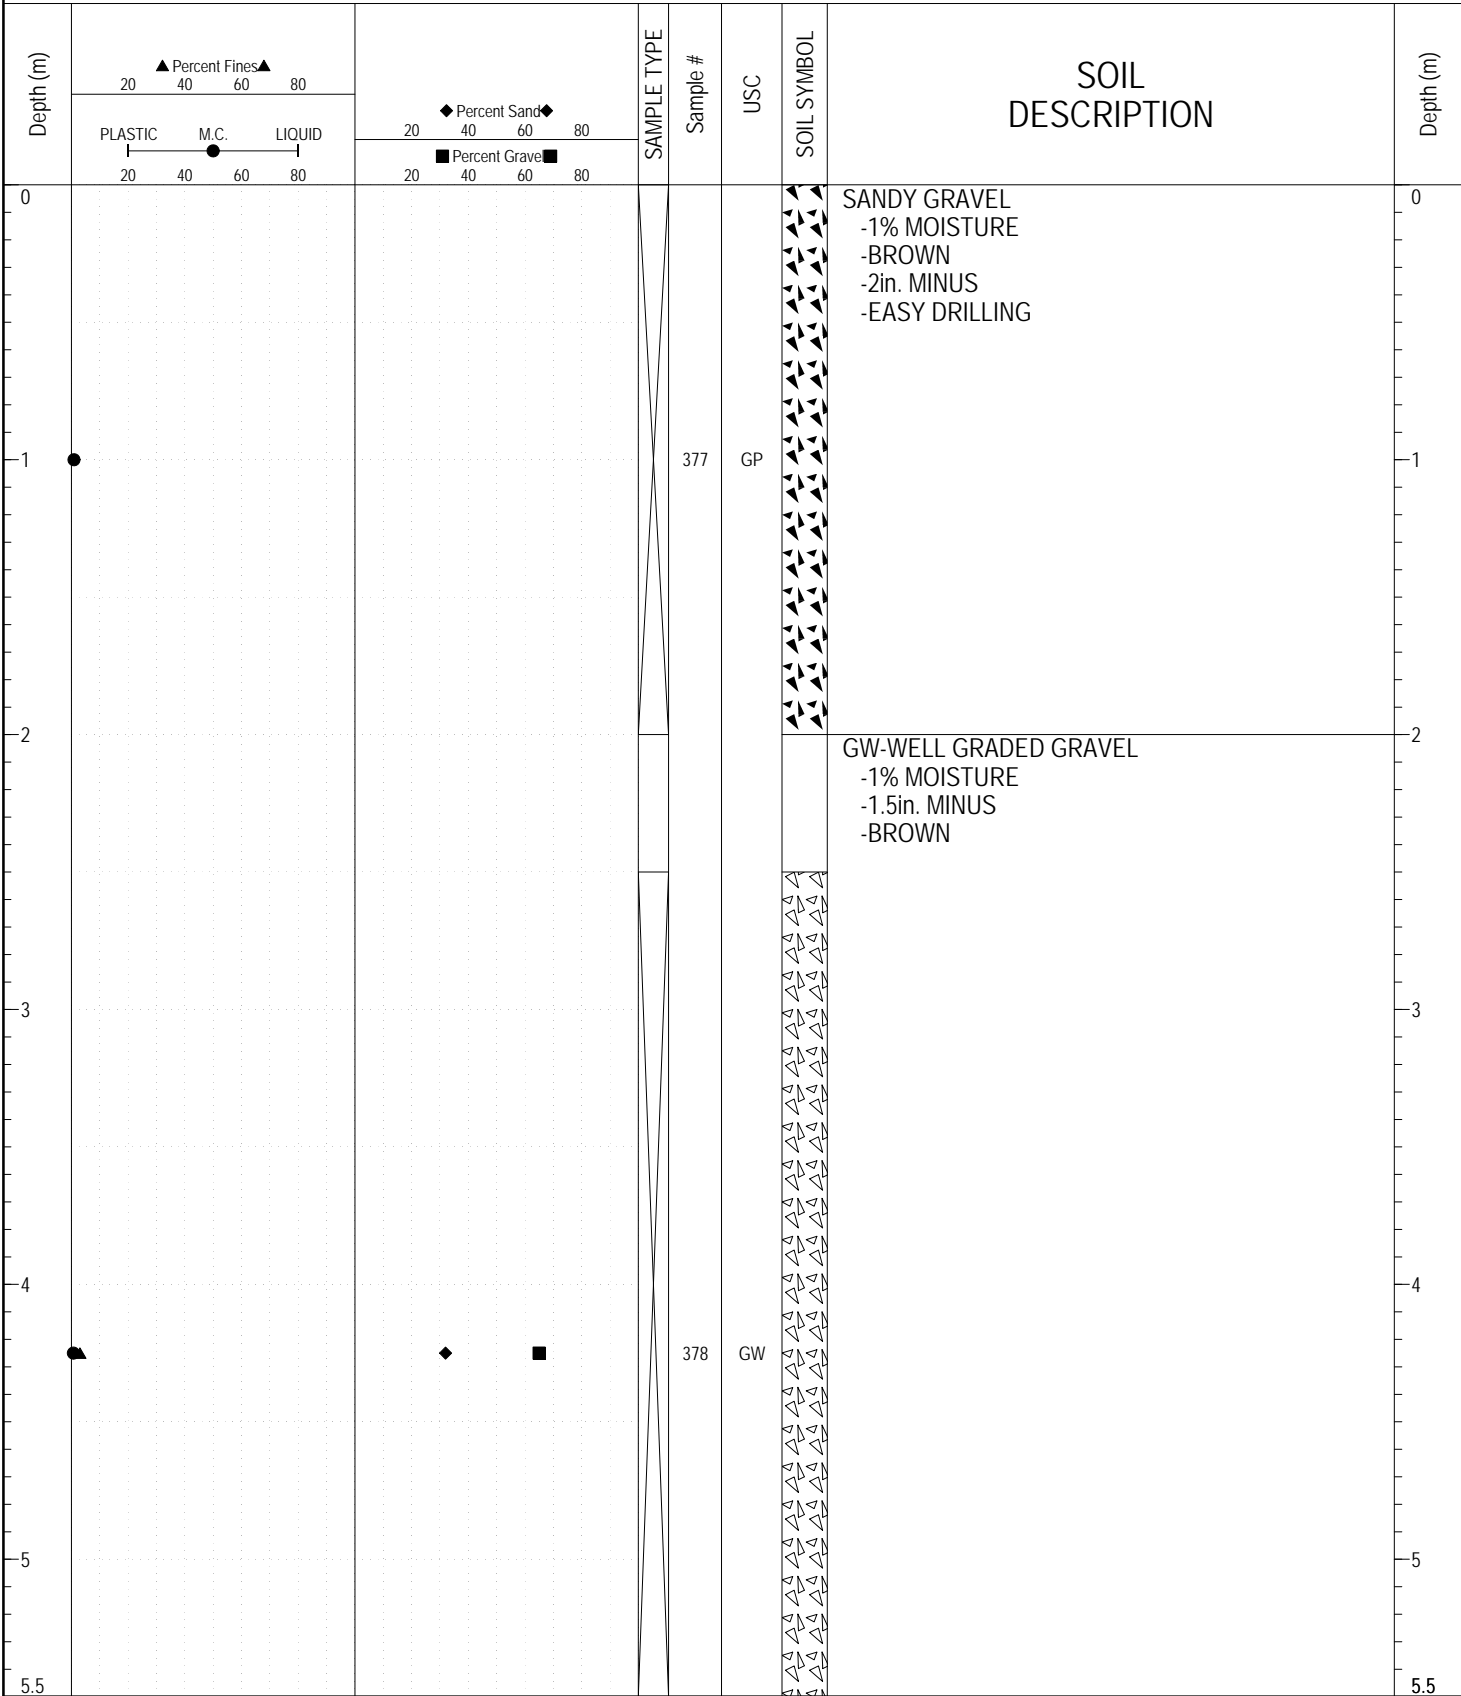 Depth (m)
▲ Percent Fines▲
20 40 60 80
PLASTIC M.C. LIQUID
20 40 60 80
◆ Percent Sand◆
20 40 60 80
■ Percent Gravel■
20 40 60 80
SAMPLE TYPE
Sample #
USC
SOIL SYMBOL
SOIL
DESCRIPTION
Depth (m)
0
SANDY GRAVEL
-1% MOISTURE
-BROWN
-2in. MINUS
-EASY DRILLING
0
1 377 GP 1
2 2
GW-WELL GRADED GRAVEL
-1% MOISTURE
-1.5in. MINUS
-BROWN
3 3
4 4
378 GW
5 5
5.5 5.5